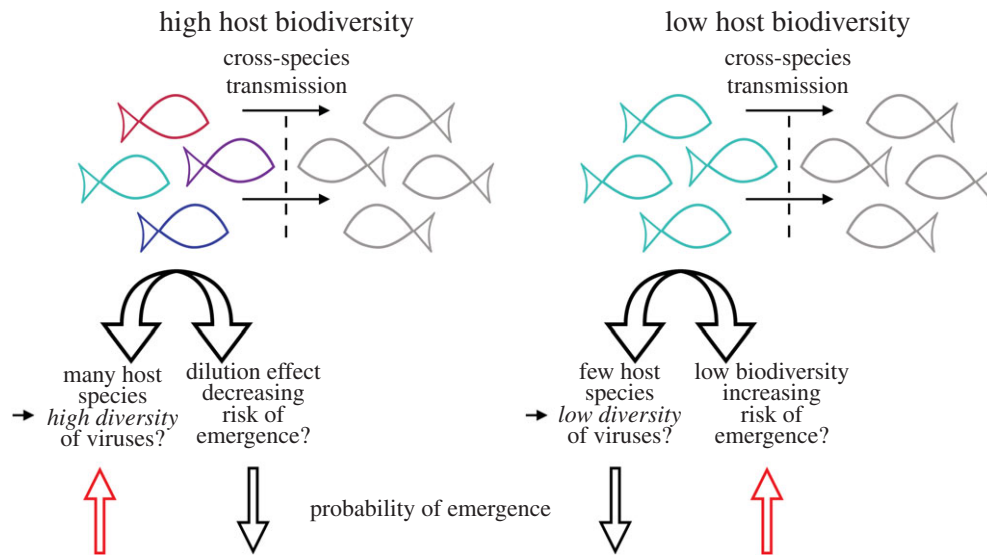 high host biodiversity
cross-species
transmission
many host
species
high diversity
of viruses?
dilution effect
decreasing
risk of
emergence?
low host biodiversity
cross-species
transmission
few host
species
low diversity
of viruses?
low biodiversity
increasing
risk of
emergence?
probability of emergence